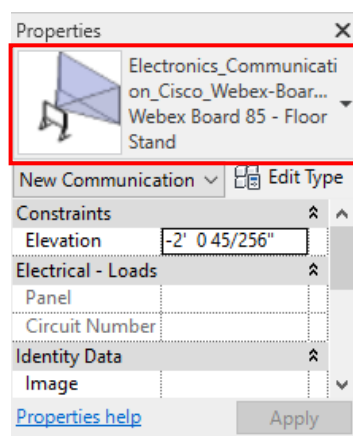 Properties
Electronics_Communicati
on_Cisco_Webex-Boar...
Webex Board 85 - Floor
Stand
New Communication Edit Type
Constraints
Elevation -2' 0 45/256"
Electrical - Loads
Panel
Circuit Number
Identity Data
Image
Properties help Apply